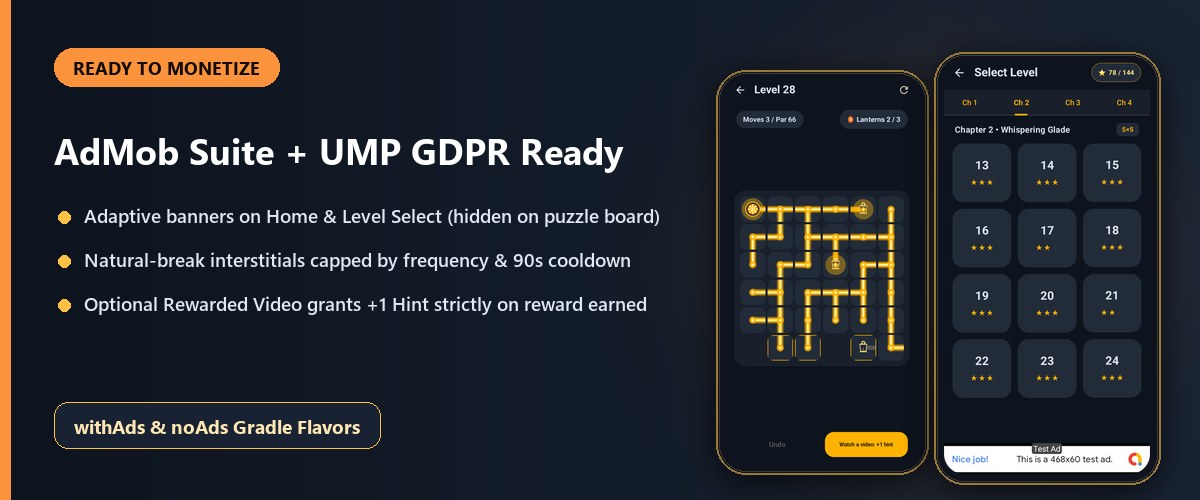 READY TO MONETIZE
AdMob Suite + UMP GDPR Ready
Adaptive banners on Home & Level Select (hidden on puzzle board)
Natural-break interstitials capped by frequency & 90s cooldown
Optional Rewarded Video grants +1 Hint strictly on reward earned
withAds & noAds Gradle Flavors
Level 28
Moves 3 / Par 66
Lanterns 2 / 3
Undo
Watch a video: +1 hint
Select Level
78 / 144
Ch 1
Ch 2
Ch 3
Ch 4
Chapter 2 • Whispering Glade
5×5
13
14
15
16
17
18
19
20
21
22
23
24
Test Ad
Nice job!
This is a 468x60 test ad.